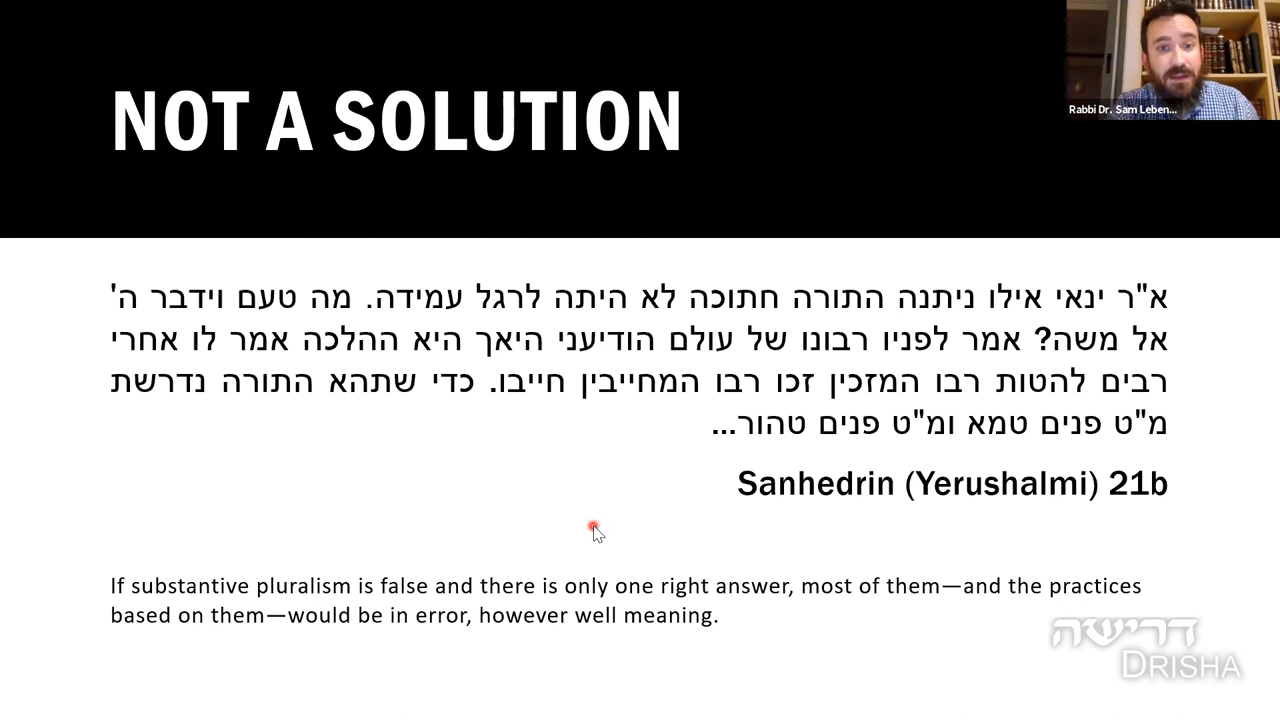 NOT A SOLUTION
Rabbi Dr. Sam Leben...
א"ר ינאי אילו ניתנה התורה חתוכה לא היתה לרגל עמידה. מה טעם וידבר ה'
אל משה? אמר לפניו רבונו של עולם הודיעני היאך היא ההלכה אמר לו אחרי
רבים להטות רבו המזכין זכו רבו המחייבין חייבו. כדי שתהא התורה נדרשת
מ"ט פנים טמא ומ"ט פנים טהור...
Sanhedrin (Yerushalmi) 21b
If substantive pluralism is false and there is only one right answer, most of them—and the practices
based on them—would be in error, however well meaning.
דרישה
DRISHA